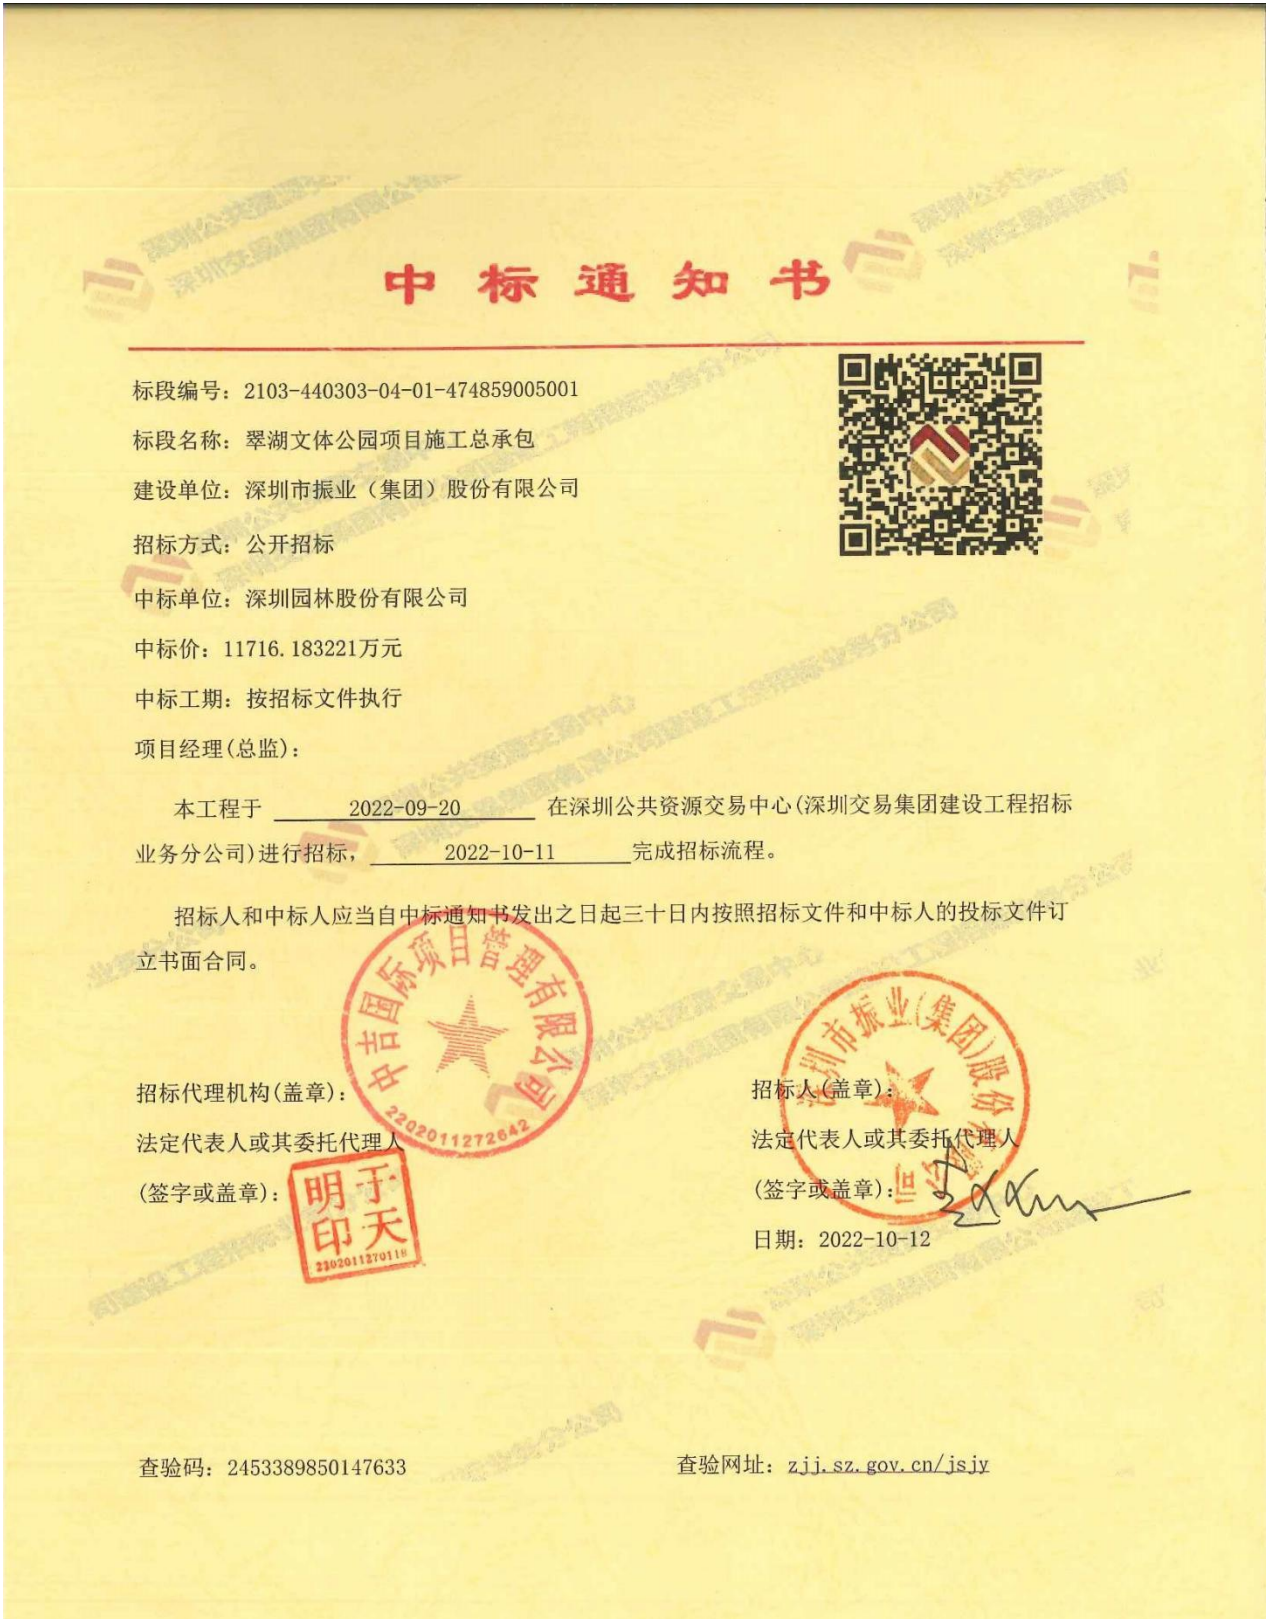 中标通知书
标段编号：2103-440303-04-01-474859005001
标段名称：翠湖文体公园项目施工总承包
建设单位：深圳市振业（集团）股份有限公司
招标方式：公开招标
中标单位：深圳园林股份有限公司
中标价：11716.183221万元
中标工期：按招标文件执行
项目经理(总监)：
本工程于 2022-09-20 在深圳公共资源交易中心(深圳交易集团建设工程招标
业务分公司)进行招标， 2022-10-11 完成招标流程。
招标人和中标人应当自中标通知书发出之日起三十日内按照招标文件和中标人的投标文件订
立书面合同。
中吉国际项目管理有限公司
2202011272642
深圳市振业(集团)股份有限公司
招标代理机构(盖章)：
招标人(盖章)：
法定代表人或其委托代理人
法定代表人或其委托代理人
(签字或盖章)：
(签字或盖章)：
于天明印
2202011270118
日期：2022-10-12
查验码：2453389850147633
查验网址：zjj.sz.gov.cn/jsjy